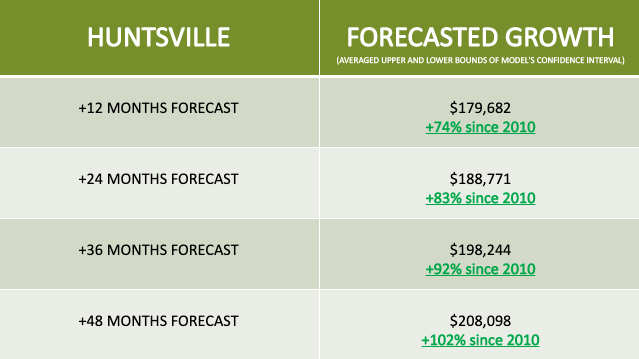 HUNTSVILLE
FORECASTED GROWTH
(AVERAGED UPPER AND LOWER BOUNDS OF MODEL'S CONFIDENCE INTERVAL)
+12 MONTHS FORECAST
$179,682
+74% since 2010
+24 MONTHS FORECAST
$188,771
+83% since 2010
+36 MONTHS FORECAST
$198,244
+92% since 2010
+48 MONTHS FORECAST
$208,098
+102% since 2010